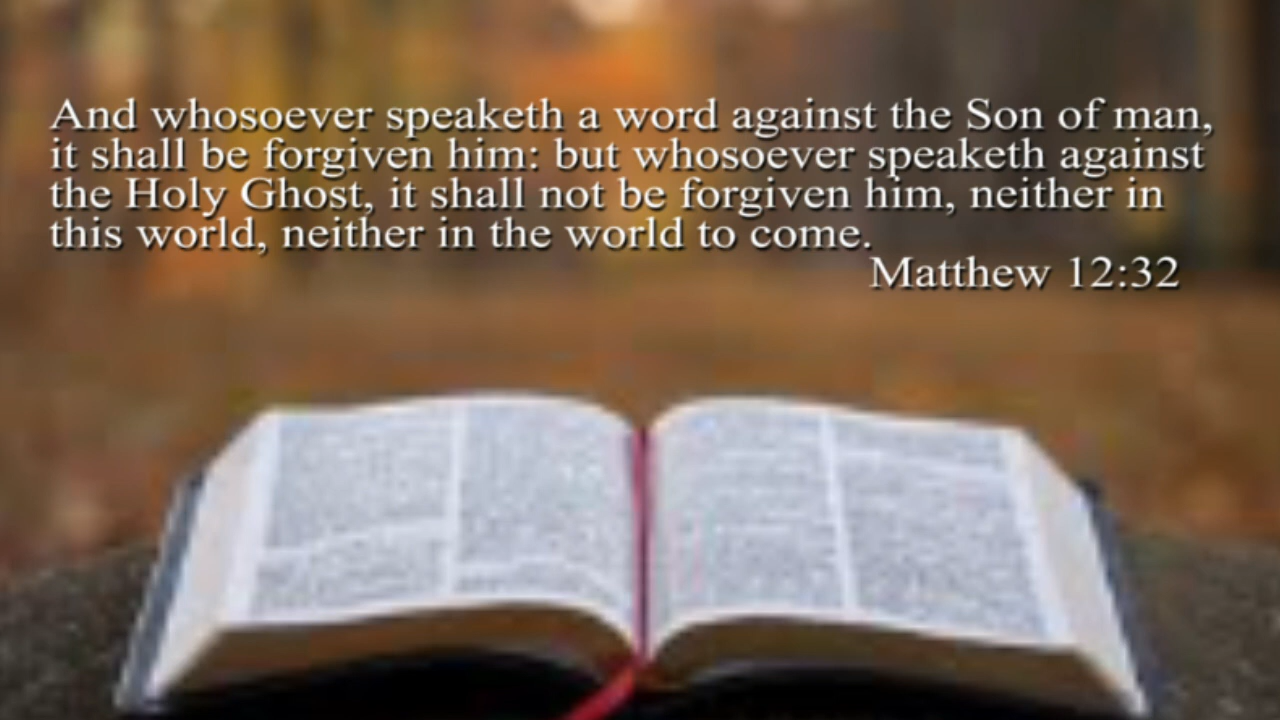 And whosoever speaketh a word against the Son of man,
it shall be forgiven him: but whosoever speaketh against
the Holy Ghost, it shall not be forgiven him, neither in
this world, neither in the world to come.
Matthew 12:32